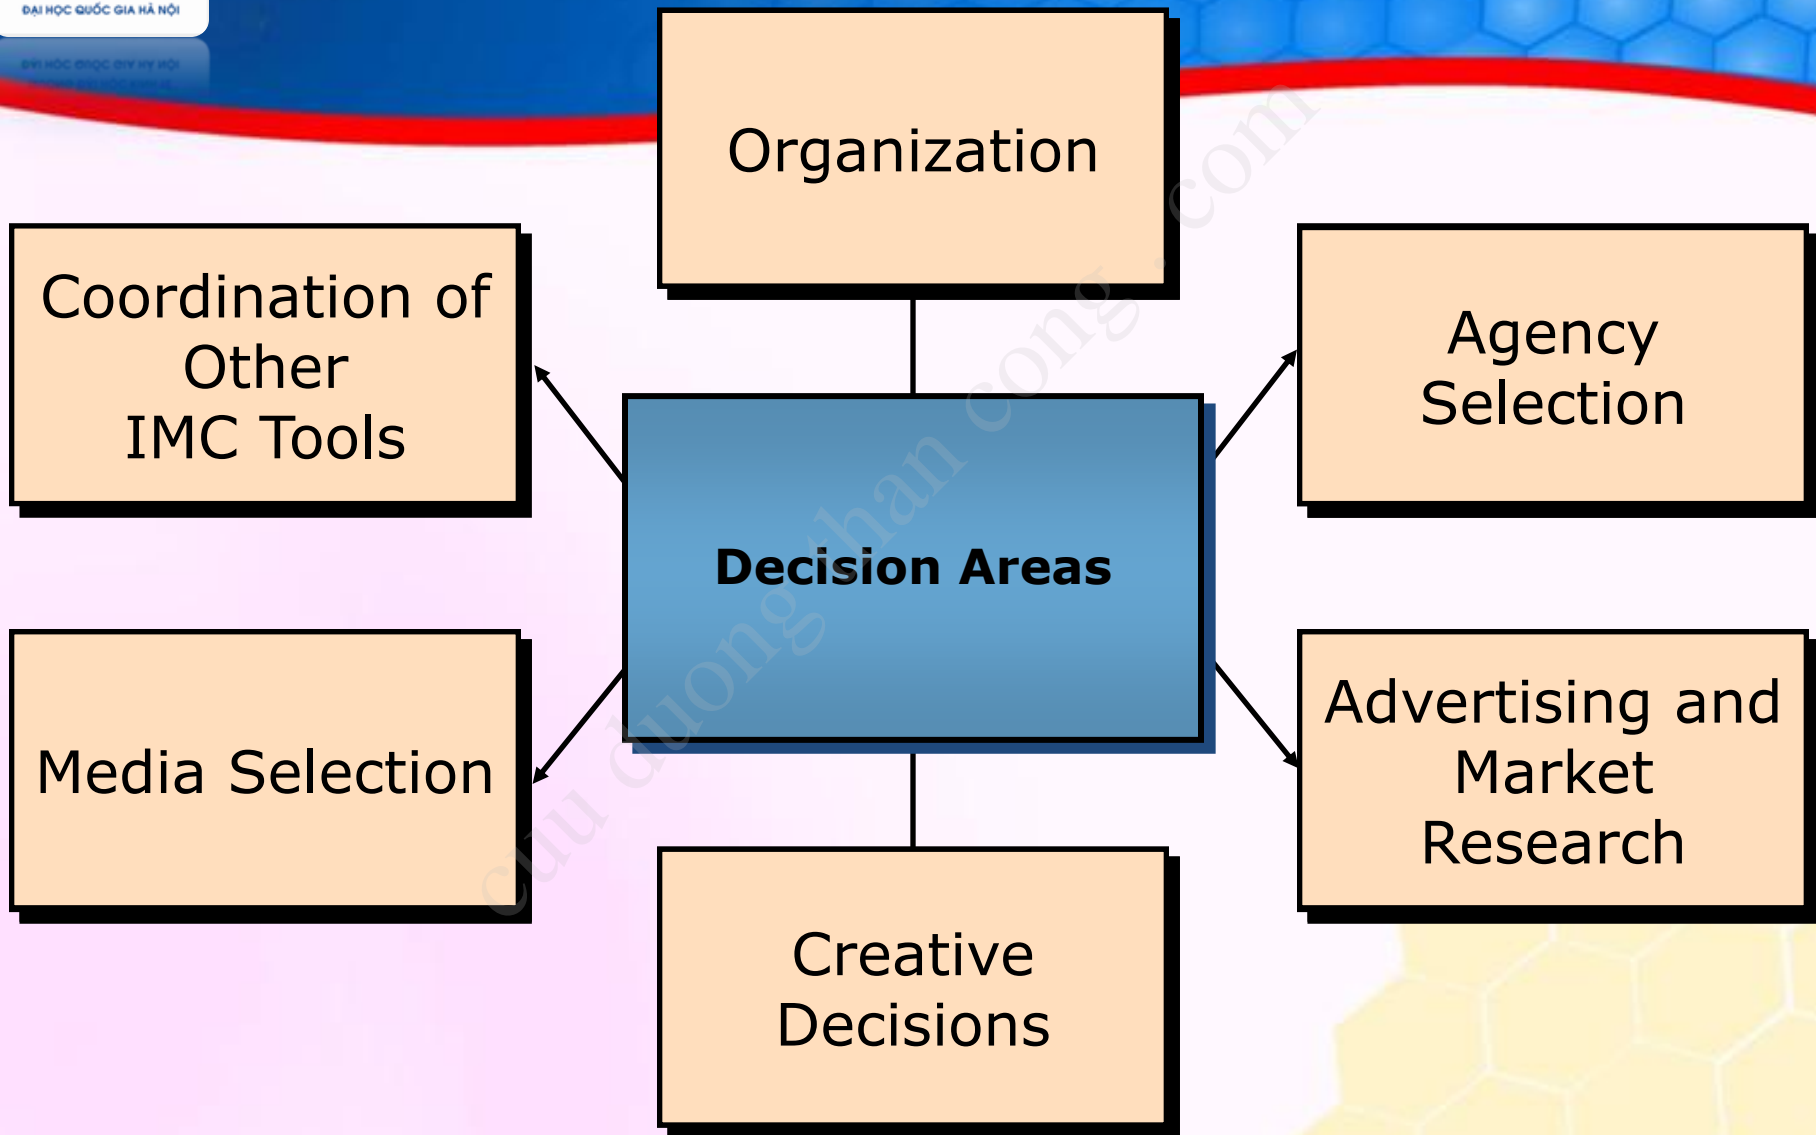 ĐẠI HỌC QUỐC GIA HÀ NỘI
Organization
Coordination of
Other
IMC Tools
Agency
Selection
Decision Areas
Media Selection
Advertising and
Market
Research
Creative
Decisions
cuu duong than cong . com